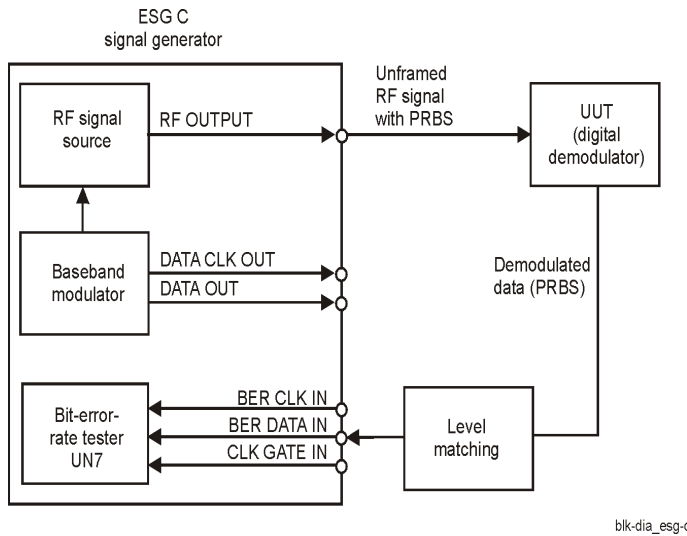 ESG C
signal generator
RF signal
source
RF OUTPUT
Unframed
RF signal
with PRBS
UUT
(digital
demodulator)
Baseband
modulator
DATA CLK OUT
DATA OUT
Demodulated
data (PRBS)
Bit-error-
rate tester
UN7
BER CLK IN
BER DATA IN
CLK GATE IN
Level
matching